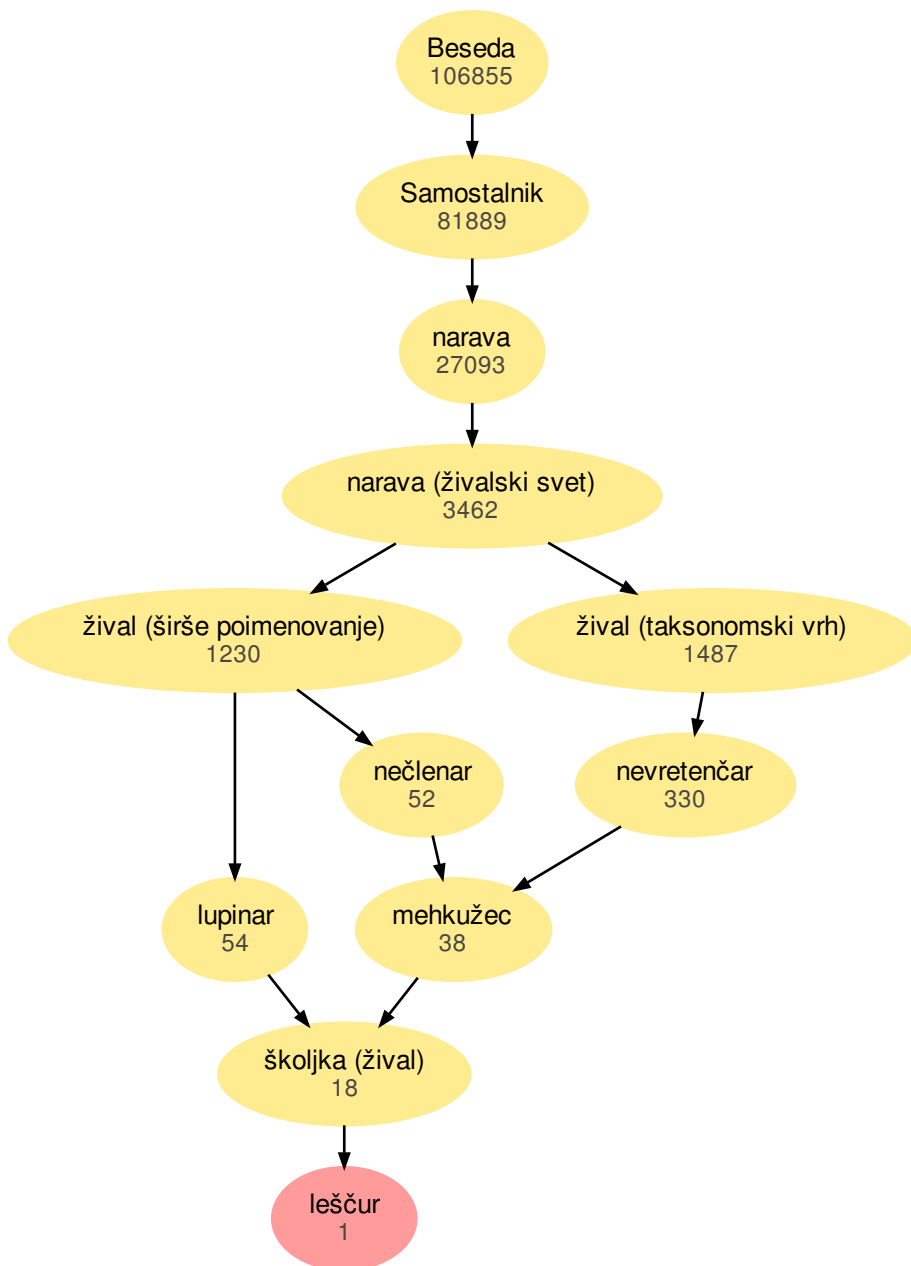 Beseda
106855
Samostalnik
81889
narava
27093
narava (živalski svet)
3462
žival (širše poimenovanje)
1230
žival (taksonomski vrh)
1487
nečlenar
52
nevretenčar
330
lupinar
54
mehkužec
38
školjka (žival)
18
leščur
1